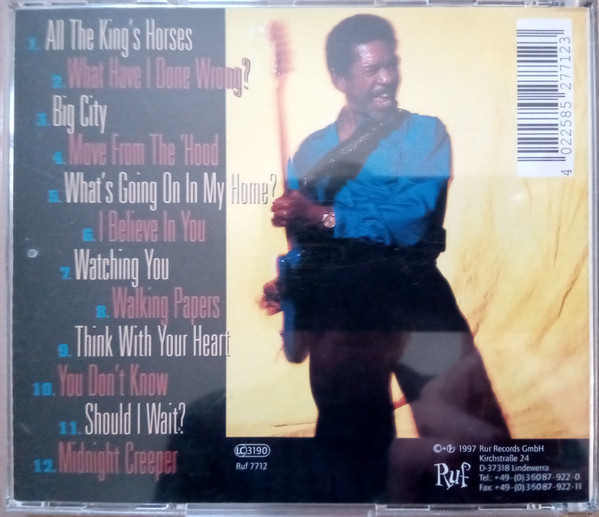 1. All The King's Horses
2. What Have I Done Wrong?
3. Big City
4. Move From The 'Hood
5. What's Going On In My Home?
6. I Believe In You
7. Watching You
8. Walking Papers
9. Think With Your Heart
10. You Don't Know
11. Should I Wait?
12. Midnight Creeper
4 022585 277123
LC 3190
Ruf 7712
Ruf
©+℗ 1997 Ruf Records GmbH
Kirchstraße 24
D-37318 Lindewerra
Tel.: +49-(0)36087-922-0
Fax: +49-(0)36087-922-11